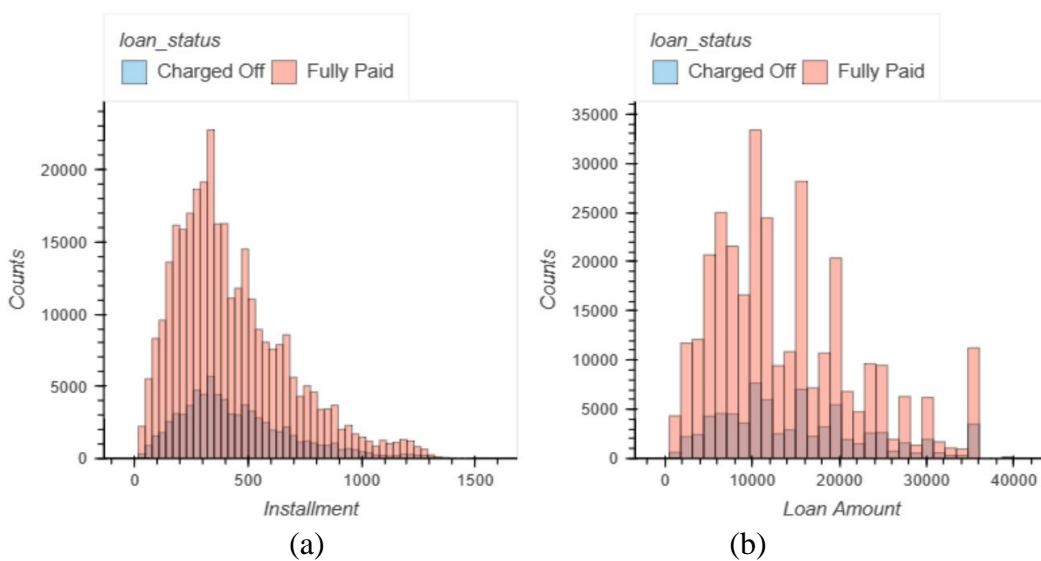 loan_status
Charged Off Fully Paid
20000
15000
10000
5000
0
Counts
0 500 1000 1500
Installment
(a)
loan_status
Charged Off Fully Paid
35000
30000
25000
20000
15000
10000
5000
0
Counts
0 10000 20000 30000 40000
Loan Amount
(b)